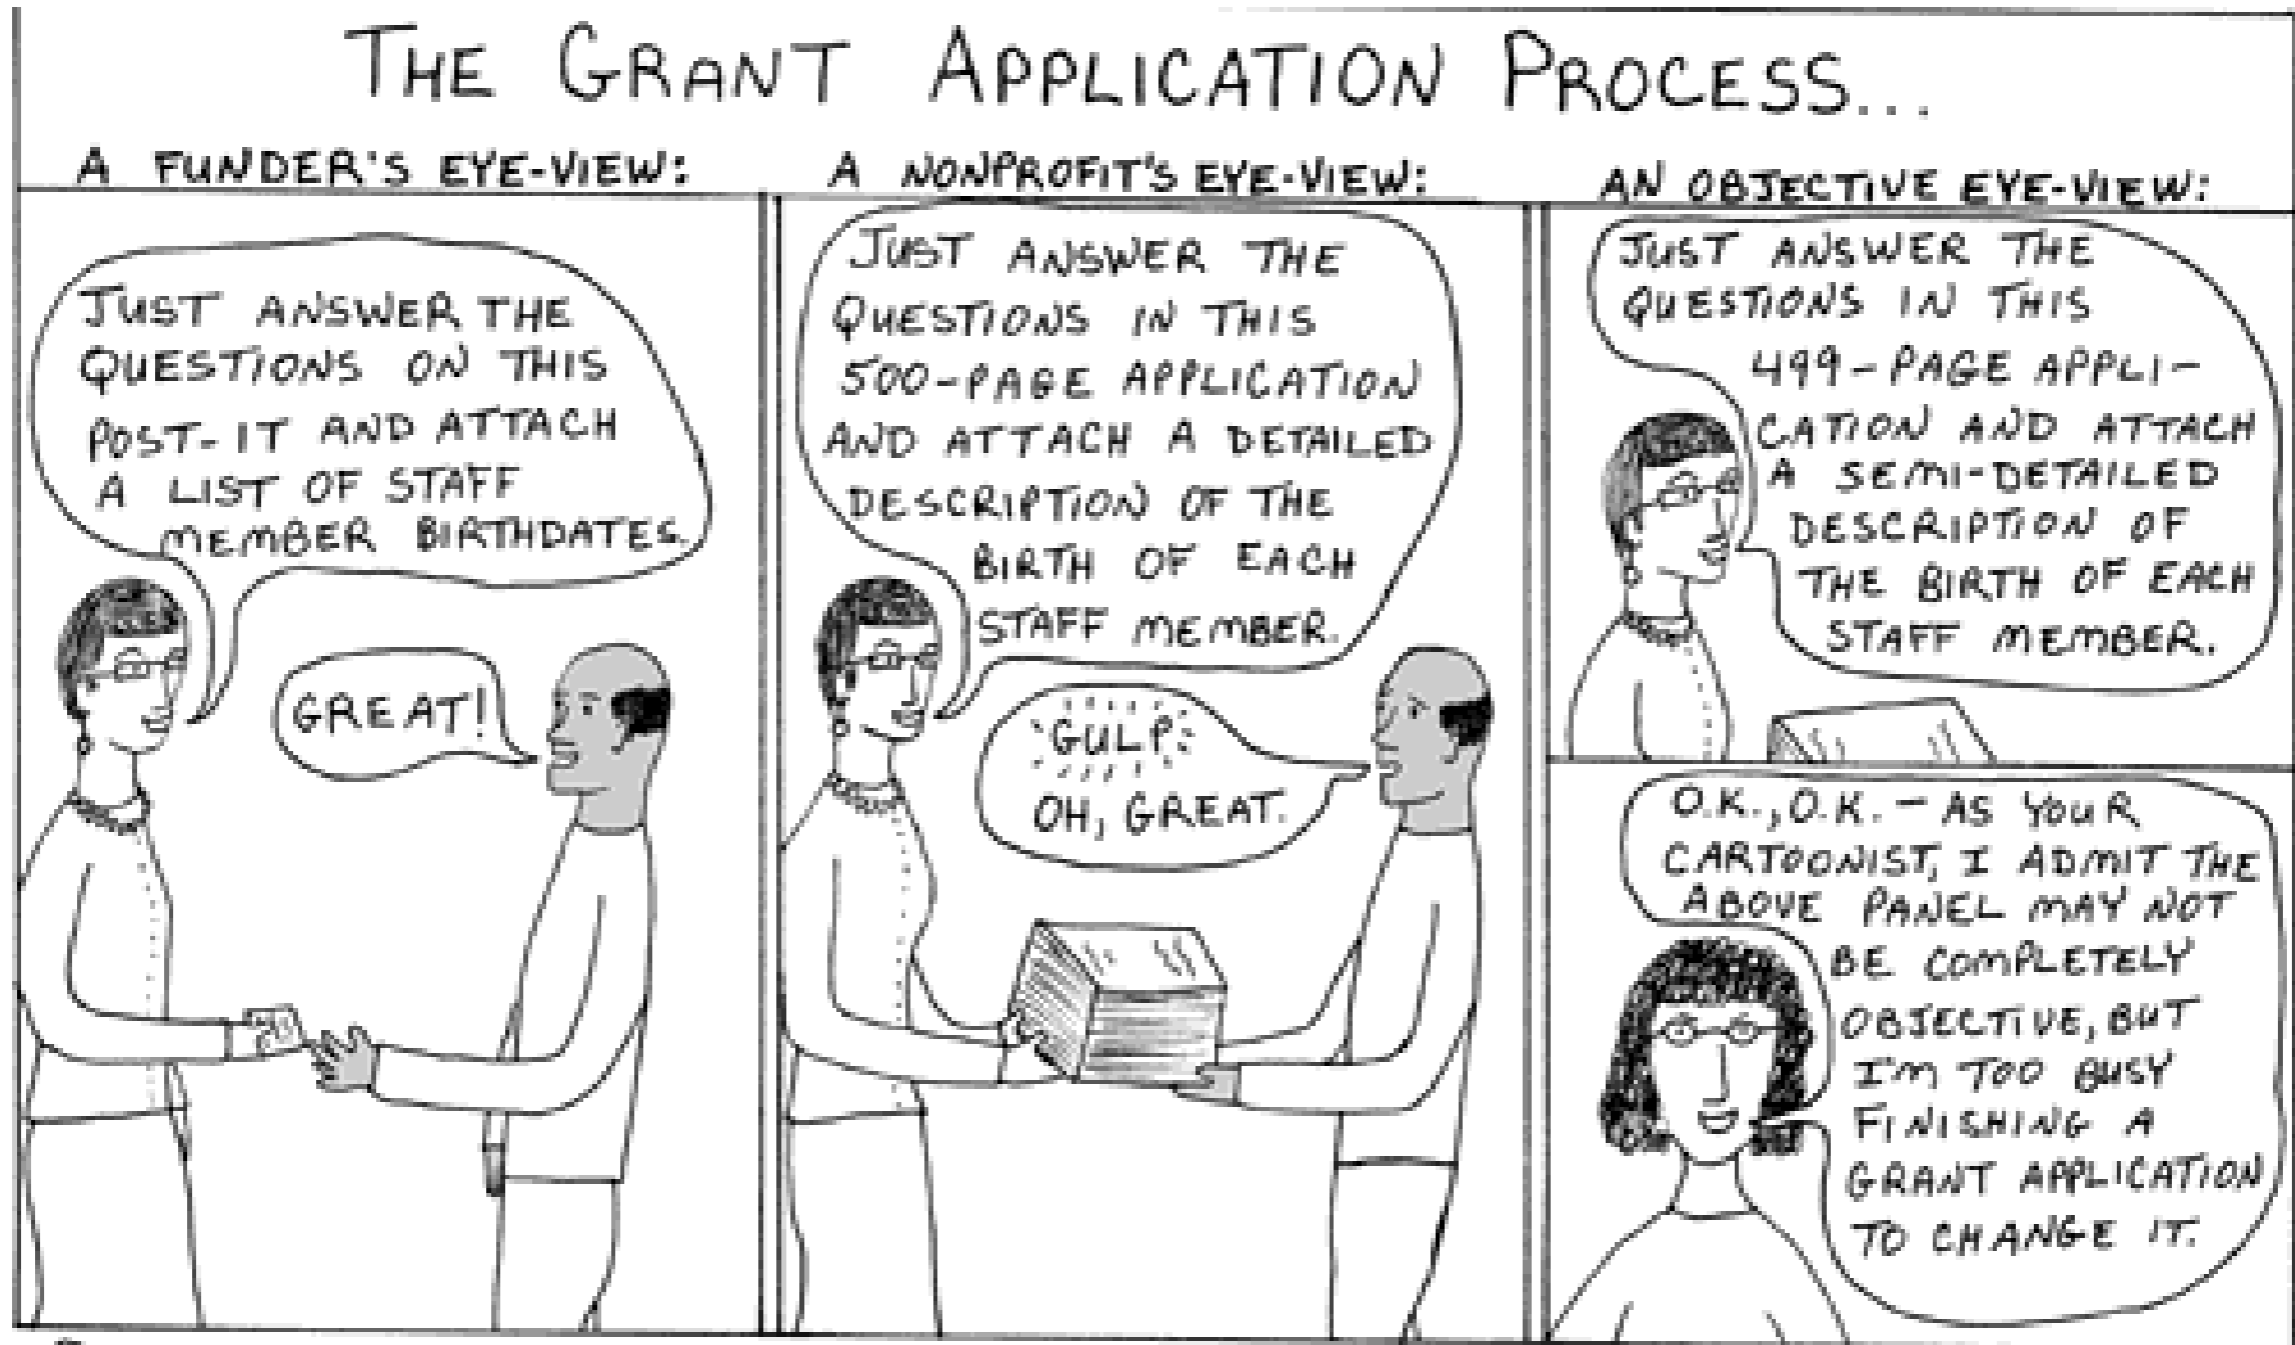 THE GRANT APPLICATION PROCESS...
A FUNDER'S EYE-VIEW:
JUST ANSWER THE
QUESTIONS ON THIS
POST-IT AND ATTACH
A LIST OF STAFF
MEMBER BIRTHDATES.
GREAT!
A NONPROFIT'S EYE-VIEW:
JUST ANSWER THE
QUESTIONS IN THIS
500-PAGE APPLICATION
AND ATTACH A DETAILED
DESCRIPTION OF THE
BIRTH OF EACH
STAFF MEMBER.
GULP.
OH, GREAT.
AN OBJECTIVE EYE-VIEW:
JUST ANSWER THE
QUESTIONS IN THIS
499-PAGE APPLI-
CATION AND ATTACH
A SEMI-DETAILED
DESCRIPTION OF
THE BIRTH OF EACH
STAFF MEMBER.
O.K., O.K. - AS YOUR
CARTOONIST, I ADMIT THE
ABOVE PANEL MAY NOT
BE COMPLETELY
OBJECTIVE, BUT
I'M TOO BUSY
FINISHING A
GRANT APPLICATION
TO CHANGE IT.